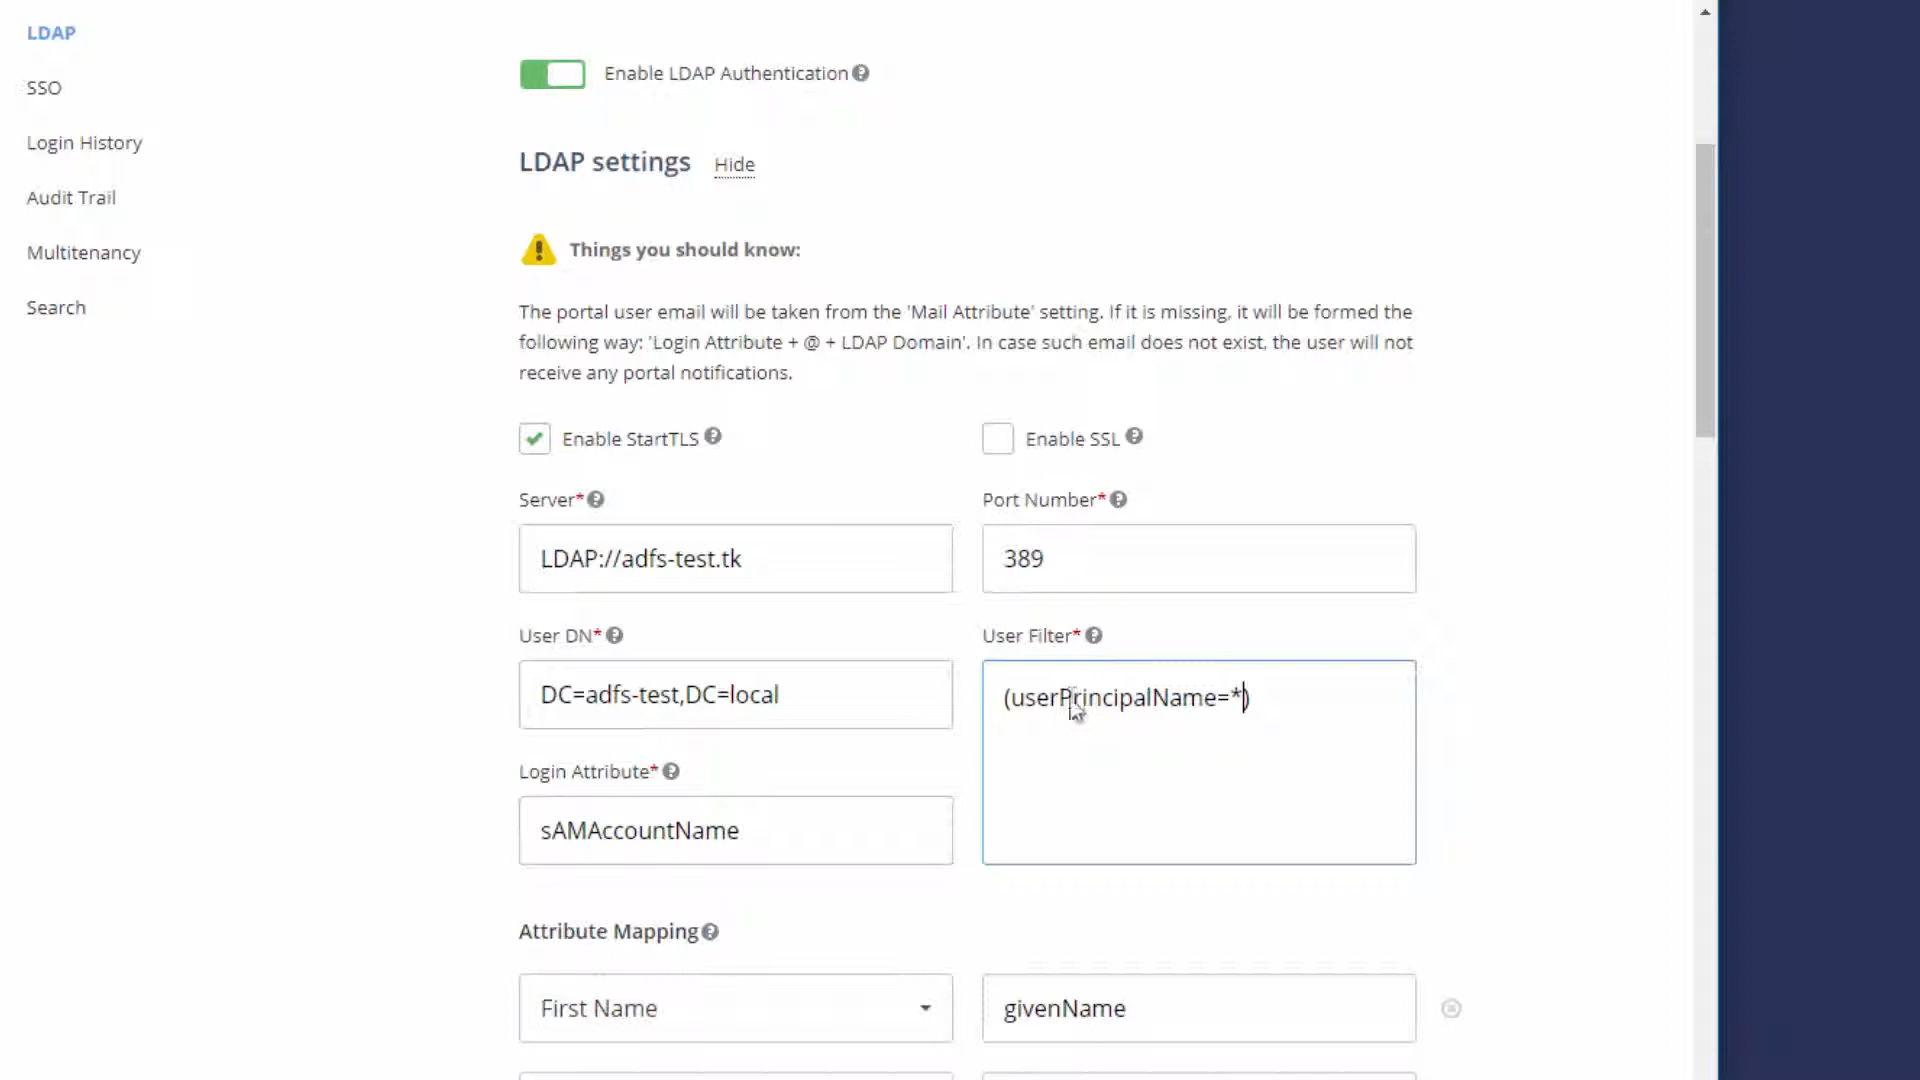 LDAP
SSO
Login History
Audit Trail
Multitenancy
Search
Enable LDAP Authentication
LDAP settings Hide
Things you should know:
The portal user email will be taken from the 'Mail Attribute' setting. If it is missing, it will be formed the
following way: 'Login Attribute + @ + LDAP Domain'. In case such email does not exist, the user will not
receive any portal notifications.
Enable StartTLS
Enable SSL
Server*
Port Number*
LDAP://adfs-test.tk
389
User DN*
User Filter*
DC=adfs-test,DC=local
(userPrincipalName=*)
Login Attribute*
sAMAccountName
Attribute Mapping
First Name
givenName